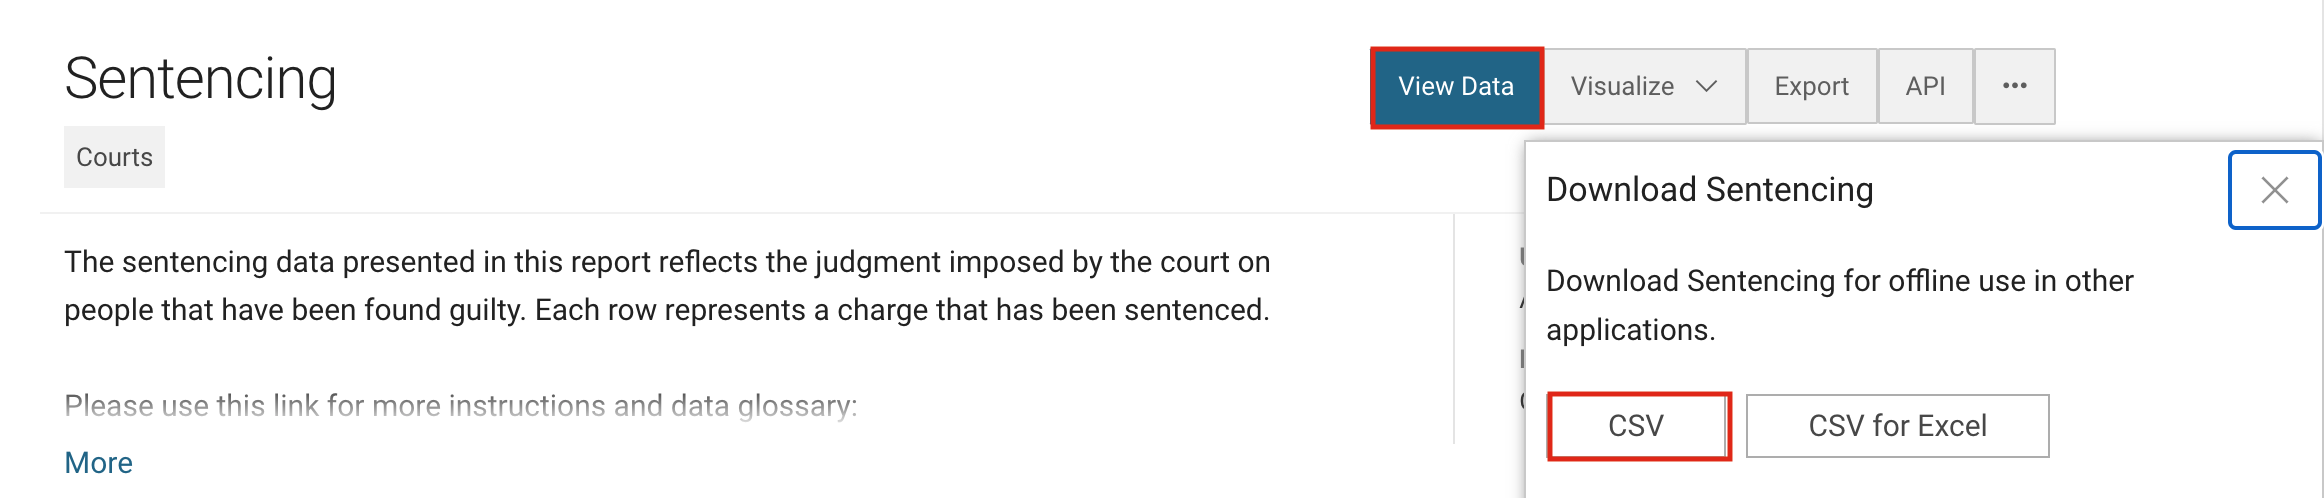 Sentencing
View Data
Visualize
Export
API
Courts
The sentencing data presented in this report reflects the judgment imposed by the court on
people that have been found guilty. Each row represents a charge that has been sentenced.
Please use this link for more instructions and data glossary:
More
Download Sentencing
Download Sentencing for offline use in other
applications.
CSV
CSV for Excel